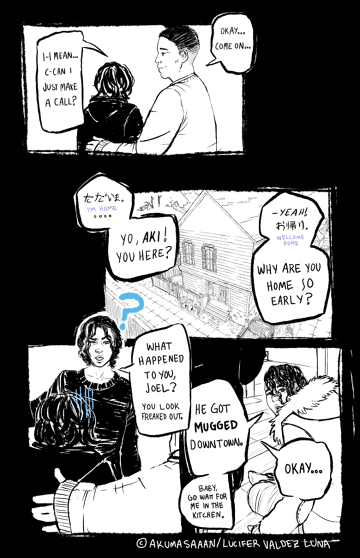 OKAY...
COME ON...
I-I MEAN...
C-CAN I
JUST MAKE
A CALL?
ただいま。
I'M HOME
YO, AKI!
YOU HERE?
-YEAH!
お帰り。
WELCOME
HOME
WHY ARE YOU
HOME SO
EARLY?
?
WHAT
HAPPENED
TO YOU,
JOEL?
YOU LOOK
FREAKED OUT.
HE GOT
MUGGED
DOWNTOWN.
OKAY...
BABY,
GO WAIT FOR
ME IN THE
KITCHEN.
©AKUMASAAAN/LUCIFER VALDEZ LUNA